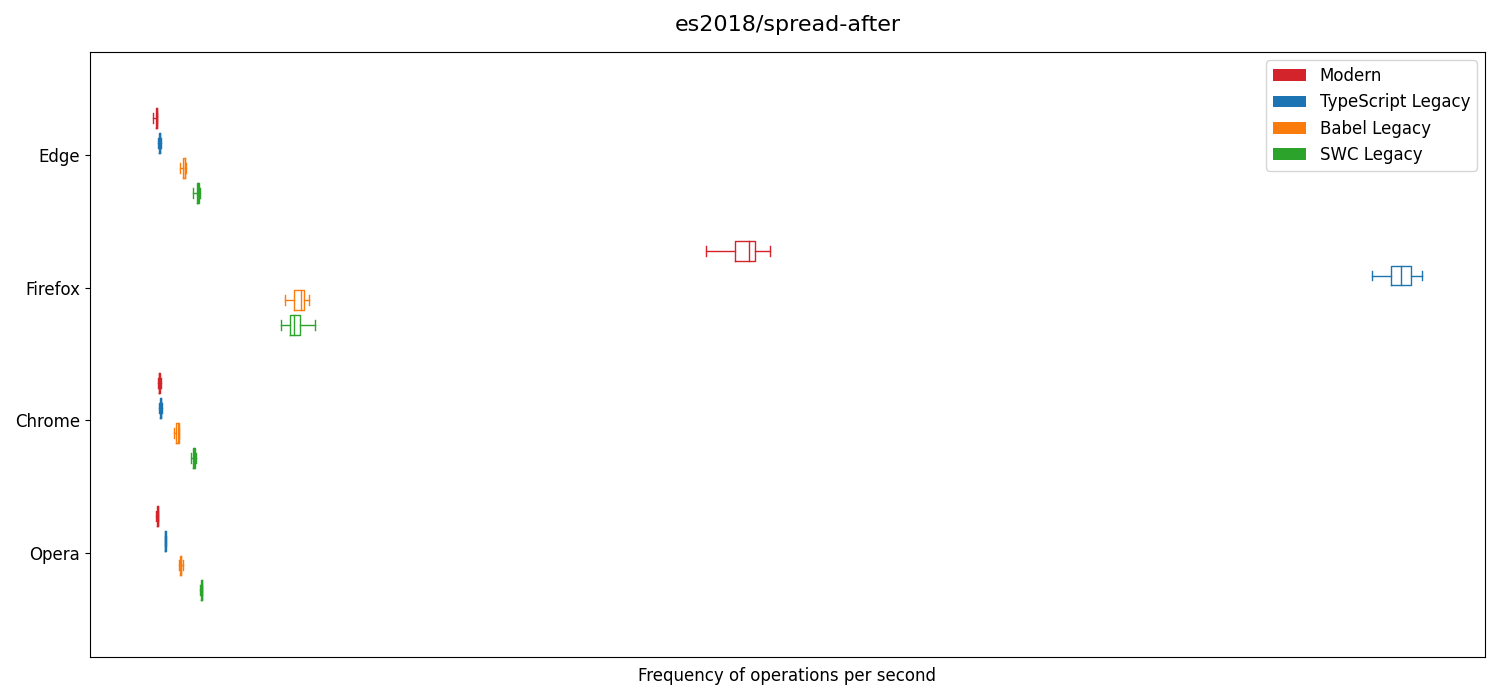 es2018/spread-after
Modern
TypeScript Legacy
Babel Legacy
SWC Legacy
Edge
Firefox
Chrome
Opera
Frequency of operations per second